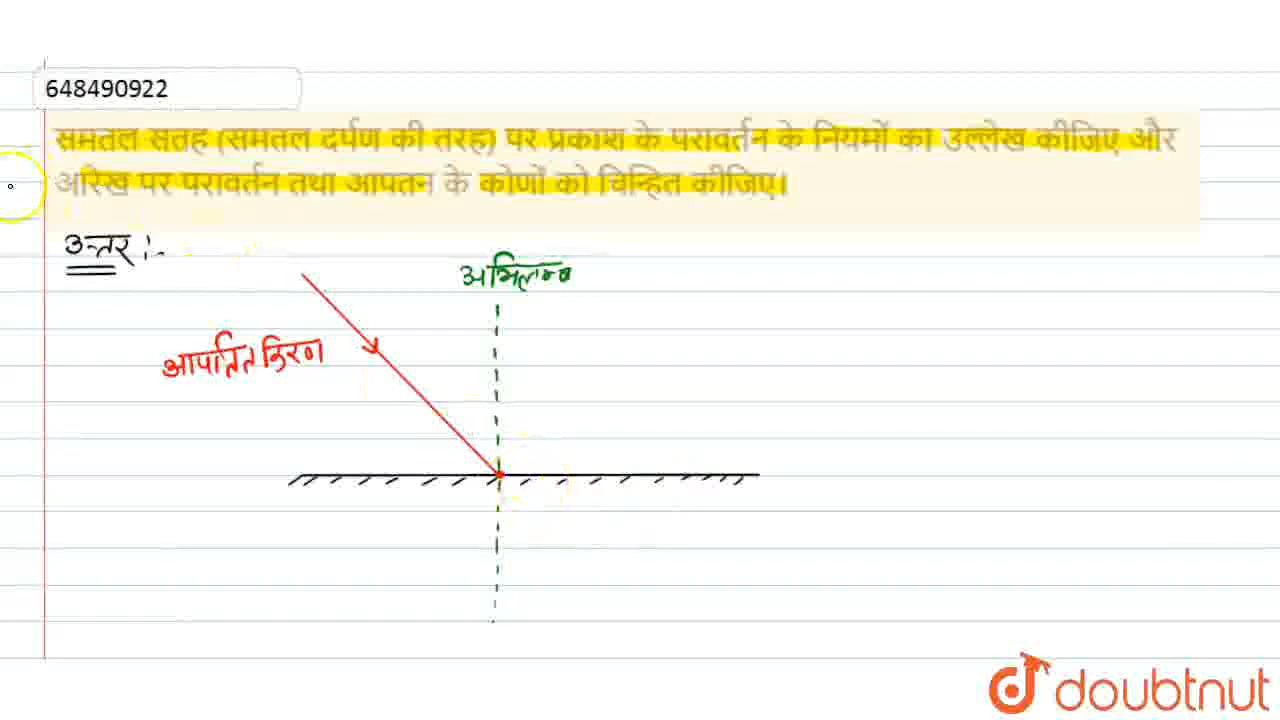 648490922
समतल सतह (समतल दर्पण की तरह) पर प्रकाश के परावर्तन के नियमों का उल्लेख कीजिए और
अरिख पर परावर्तन तथा आपतन के कोणों को चिन्हित कीजिए।
उत्तर :-
अभिलम्ब
आपतित किरण
doubtnut